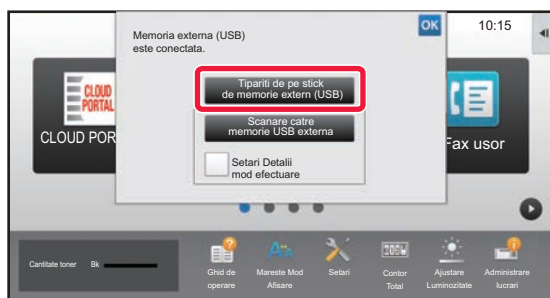 Memoria externa (USB)
este conectata.
OK
10:15
Tipariti de pe stick
de memorie extern (USB)
Scanare catre
memorie USB externa
Setari Detalii
mod efectuare
CLOUD
PORTAL
CLOUD POR
Fax usor
Cantitate toner Bk
Ghid de
operare
Mareste Mod
Afisare
Setari
Contor
Total
Ajustare
Luminozitate
Administrare
lucrari